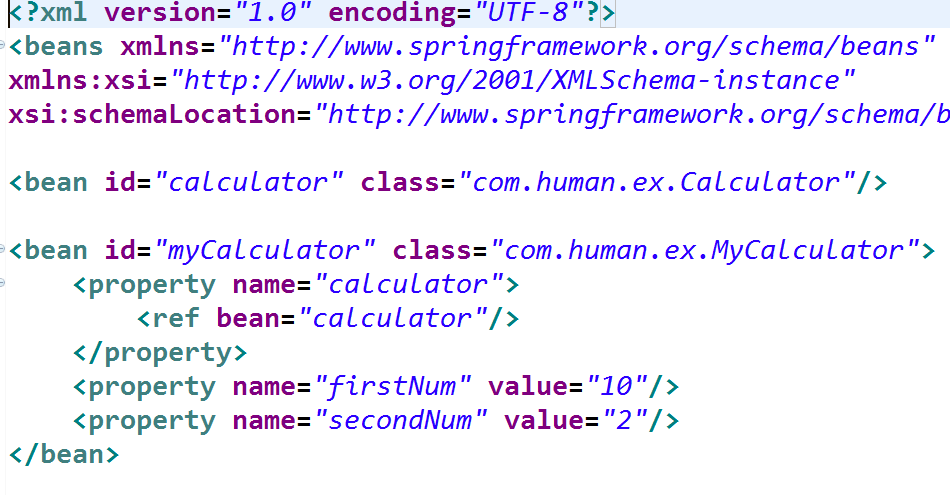 <?xml version="1.0" encoding="UTF-8"?>
<beans xmlns="http://www.springframework.org/schema/beans"
xmlns:xsi="http://www.w3.org/2001/XMLSchema-instance"
xsi:schemaLocation="http://www.springframework.org/schema/b
<bean id="calculator" class="com.human.ex.Calculator"/>
<bean id="myCalculator" class="com.human.ex.MyCalculator">
<property name="calculator">
<ref bean="calculator"/>
</property>
<property name="firstNum" value="10"/>
<property name="secondNum" value="2"/>
</bean>